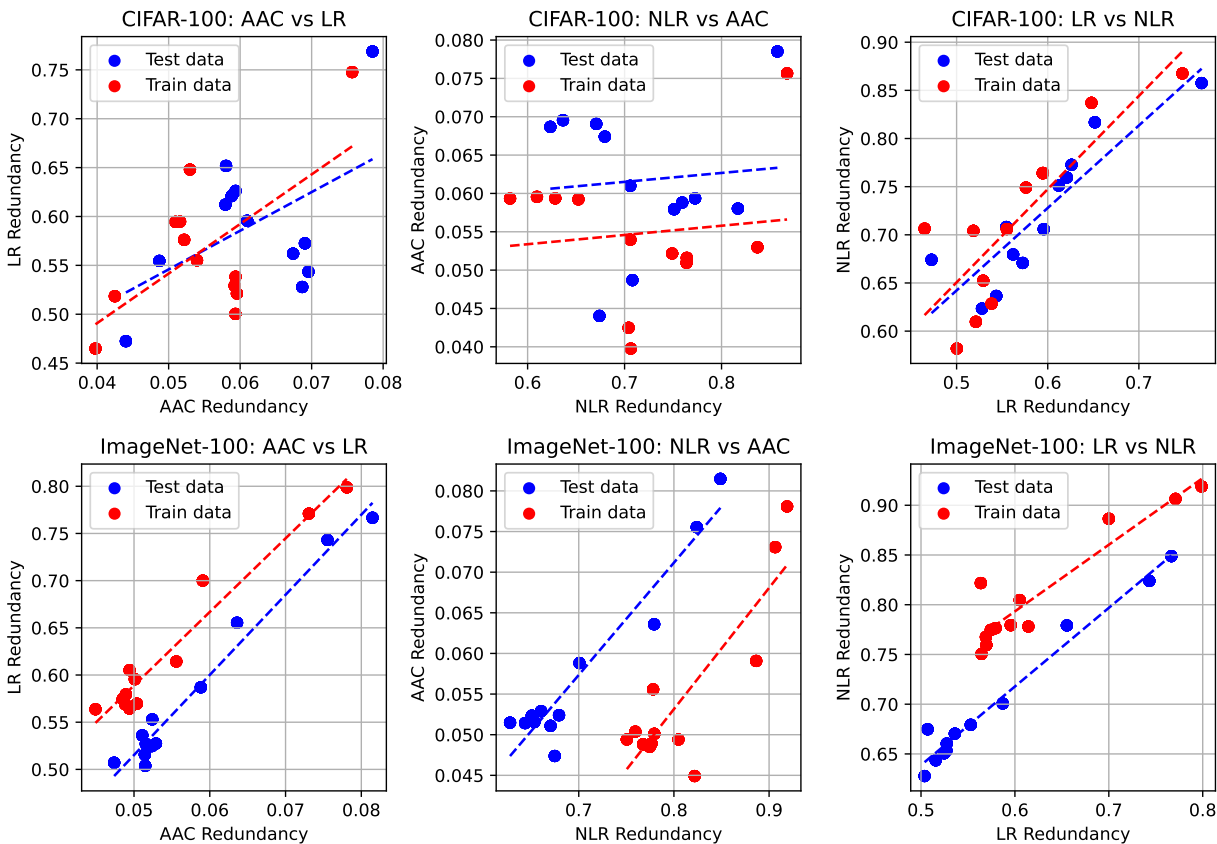 CIFAR-100: AAC vs LR
Test data
Train data
LR Redundancy
0.75
0.70
0.65
0.60
0.55
0.50
0.45
0.04
0.05
0.06
0.07
0.08
AAC Redundancy
CIFAR-100: NLR vs AAC
Test data
Train data
AAC Redundancy
0.080
0.075
0.070
0.065
0.060
0.055
0.050
0.045
0.040
0.6
0.7
0.8
NLR Redundancy
CIFAR-100: LR vs NLR
Test data
Train data
NLR Redundancy
0.90
0.85
0.80
0.75
0.70
0.65
0.60
0.5
0.6
0.7
LR Redundancy
ImageNet-100: AAC vs LR
Test data
Train data
LR Redundancy
0.80
0.75
0.70
0.65
0.60
0.55
0.50
0.05
0.06
0.07
0.08
AAC Redundancy
ImageNet-100: NLR vs AAC
Test data
Train data
AAC Redundancy
0.080
0.075
0.070
0.065
0.060
0.055
0.050
0.045
0.7
0.8
0.9
NLR Redundancy
ImageNet-100: LR vs NLR
Test data
Train data
NLR Redundancy
0.90
0.85
0.80
0.75
0.70
0.65
0.5
0.6
0.7
0.8
LR Redundancy